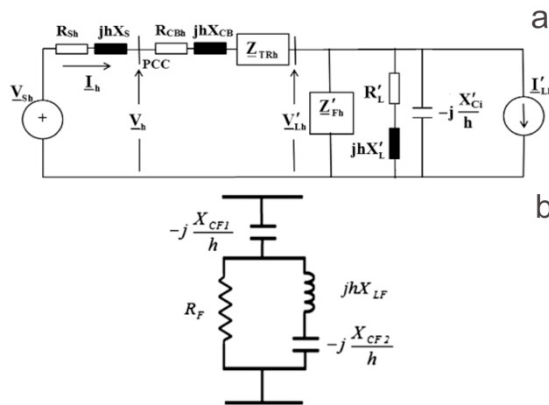 a
R_Sh jhX_S R_CBh jhX_CB Z_TRh
PCC
I_h
V_Sh V_h V'_Lh Z'_Fh R'_L -j X'_Ci/h
jhX'_L
b
-j X_CF1/h
R_F jhX_LF
-j X_CF2/h